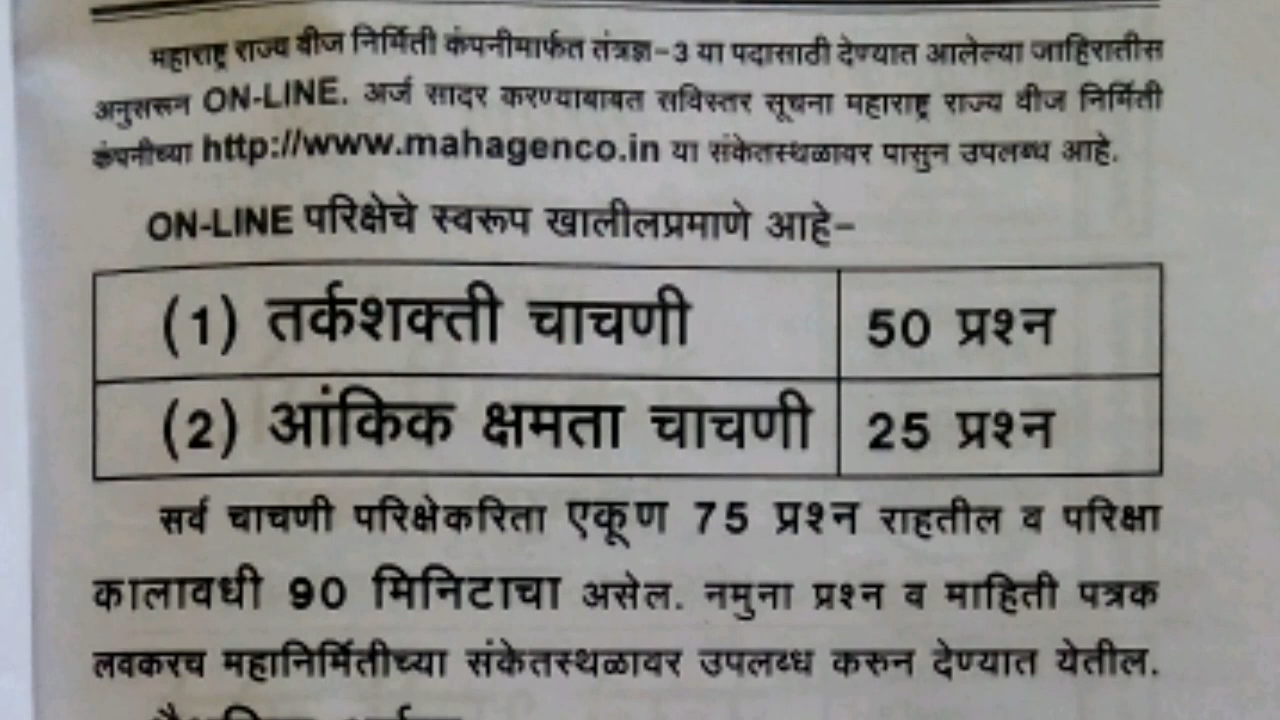 महाराष्ट्र राज्य वीज निर्मिती कंपनीमार्फत तंत्रज्ञ-3 या पदासाठी देण्यात आलेल्या जाहिरातीस
अनुसरून ON-LINE. अर्ज सादर करण्याबाबत सविस्तर सूचना महाराष्ट्र राज्य वीज निर्मिती
कंपनीच्या http://www.mahagenco.in या संकेतस्थळावर पासुन उपलब्ध आहे.
ON-LINE परिक्षेचे स्वरूप खालीलप्रमाणे आहे-
(1) तर्कशक्ती चाचणी 50 प्रश्न
(2) आंकिक क्षमता चाचणी 25 प्रश्न
सर्व चाचणी परिक्षेकरिता एकूण 75 प्रश्न राहतील व परिक्षा
कालावधी 90 मिनिटाचा असेल. नमुना प्रश्न व माहिती पत्रक
लवकरच महानिर्मितीच्या संकेतस्थळावर उपलब्ध करुन देण्यात येतील.